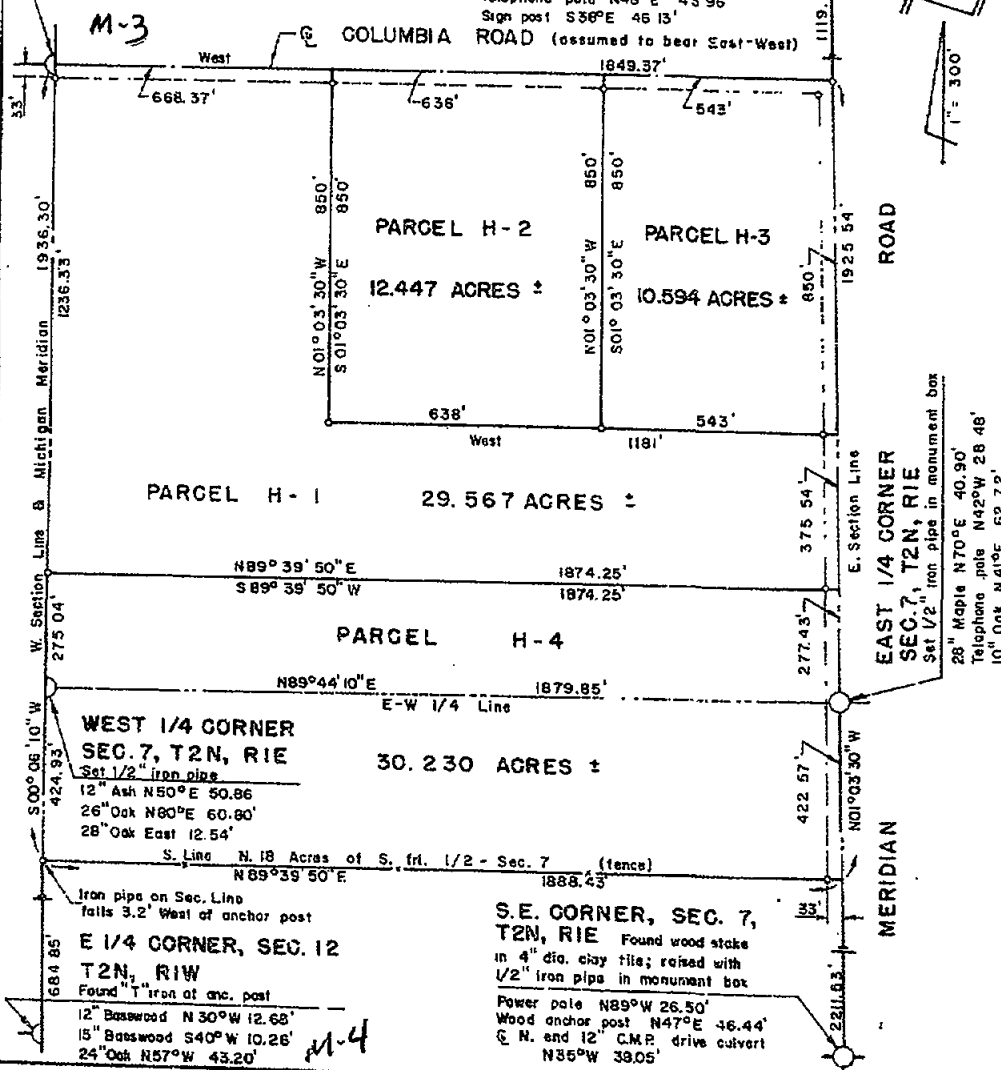 Telephone pole N48°E 43.96'
Sign post S38°E 46.13'
M-3
℄ COLUMBIA ROAD (assumed to bear East-West)
1119.
West
1849.37'
33'
668.37'
636'
543'
1" = 300'
W. Section Line & Michigan Meridian 1936.30'
1236.33'
850'
850'
N01°03'30"W
S01°03'30"E
PARCEL H-2
12.447 ACRES ±
850'
850'
N01°03'30"W
S01°03'30"E
PARCEL H-3
10.594 ACRES ±
850'
1925.54'
ROAD
638'
West
543'
1181'
PARCEL H-1 29.567 ACRES ±
375.54'
E. Section Line
EAST 1/4 CORNER
SEC. 7, T2N, R1E
Set 1/2" iron pipe in monument box
28" Maple N70°E 40.90'
Telephone pole N42°W 28.48'
10" Oak N41°E 62.72'
N89°39'50"E 1874.25'
S89°39'50"W 1874.25'
275.04'
PARCEL H-4
277.43'
N89°44'10"E 1879.85'
E-W 1/4 Line
S00°06'10"W
424.93'
WEST 1/4 CORNER
SEC. 7, T2N, R1E
Set 1/2" iron pipe
12" Ash N50°E 50.86
26" Oak N80°E 60.80'
28" Oak East 12.54'
30.230 ACRES ±
422.57'
N01°03'30"W
S. Line N. 18 Acres of S. frl. 1/2 - Sec. 7 (fence)
N89°39'50"E 1888.43'
Iron pipe on Sec. Line
falls 3.2' West of anchor post
33'
MERIDIAN
684.85'
E 1/4 CORNER, SEC. 12
T2N, R1W
Found "T" iron at anc. post
12" Basswood N30°W 12.68'
15" Basswood S40°W 10.26'
24" Oak N57°W 43.20'
M-4
S.E. CORNER, SEC. 7,
T2N, R1E Found wood stake
in 4" dia. clay tile; raised with
1/2" iron pipe in monument box
Power pole N89°W 26.50'
Wood anchor post N47°E 46.44'
℄ N. end 12" C.M.P. drive culvert
N35°W 38.05'
2211.63'